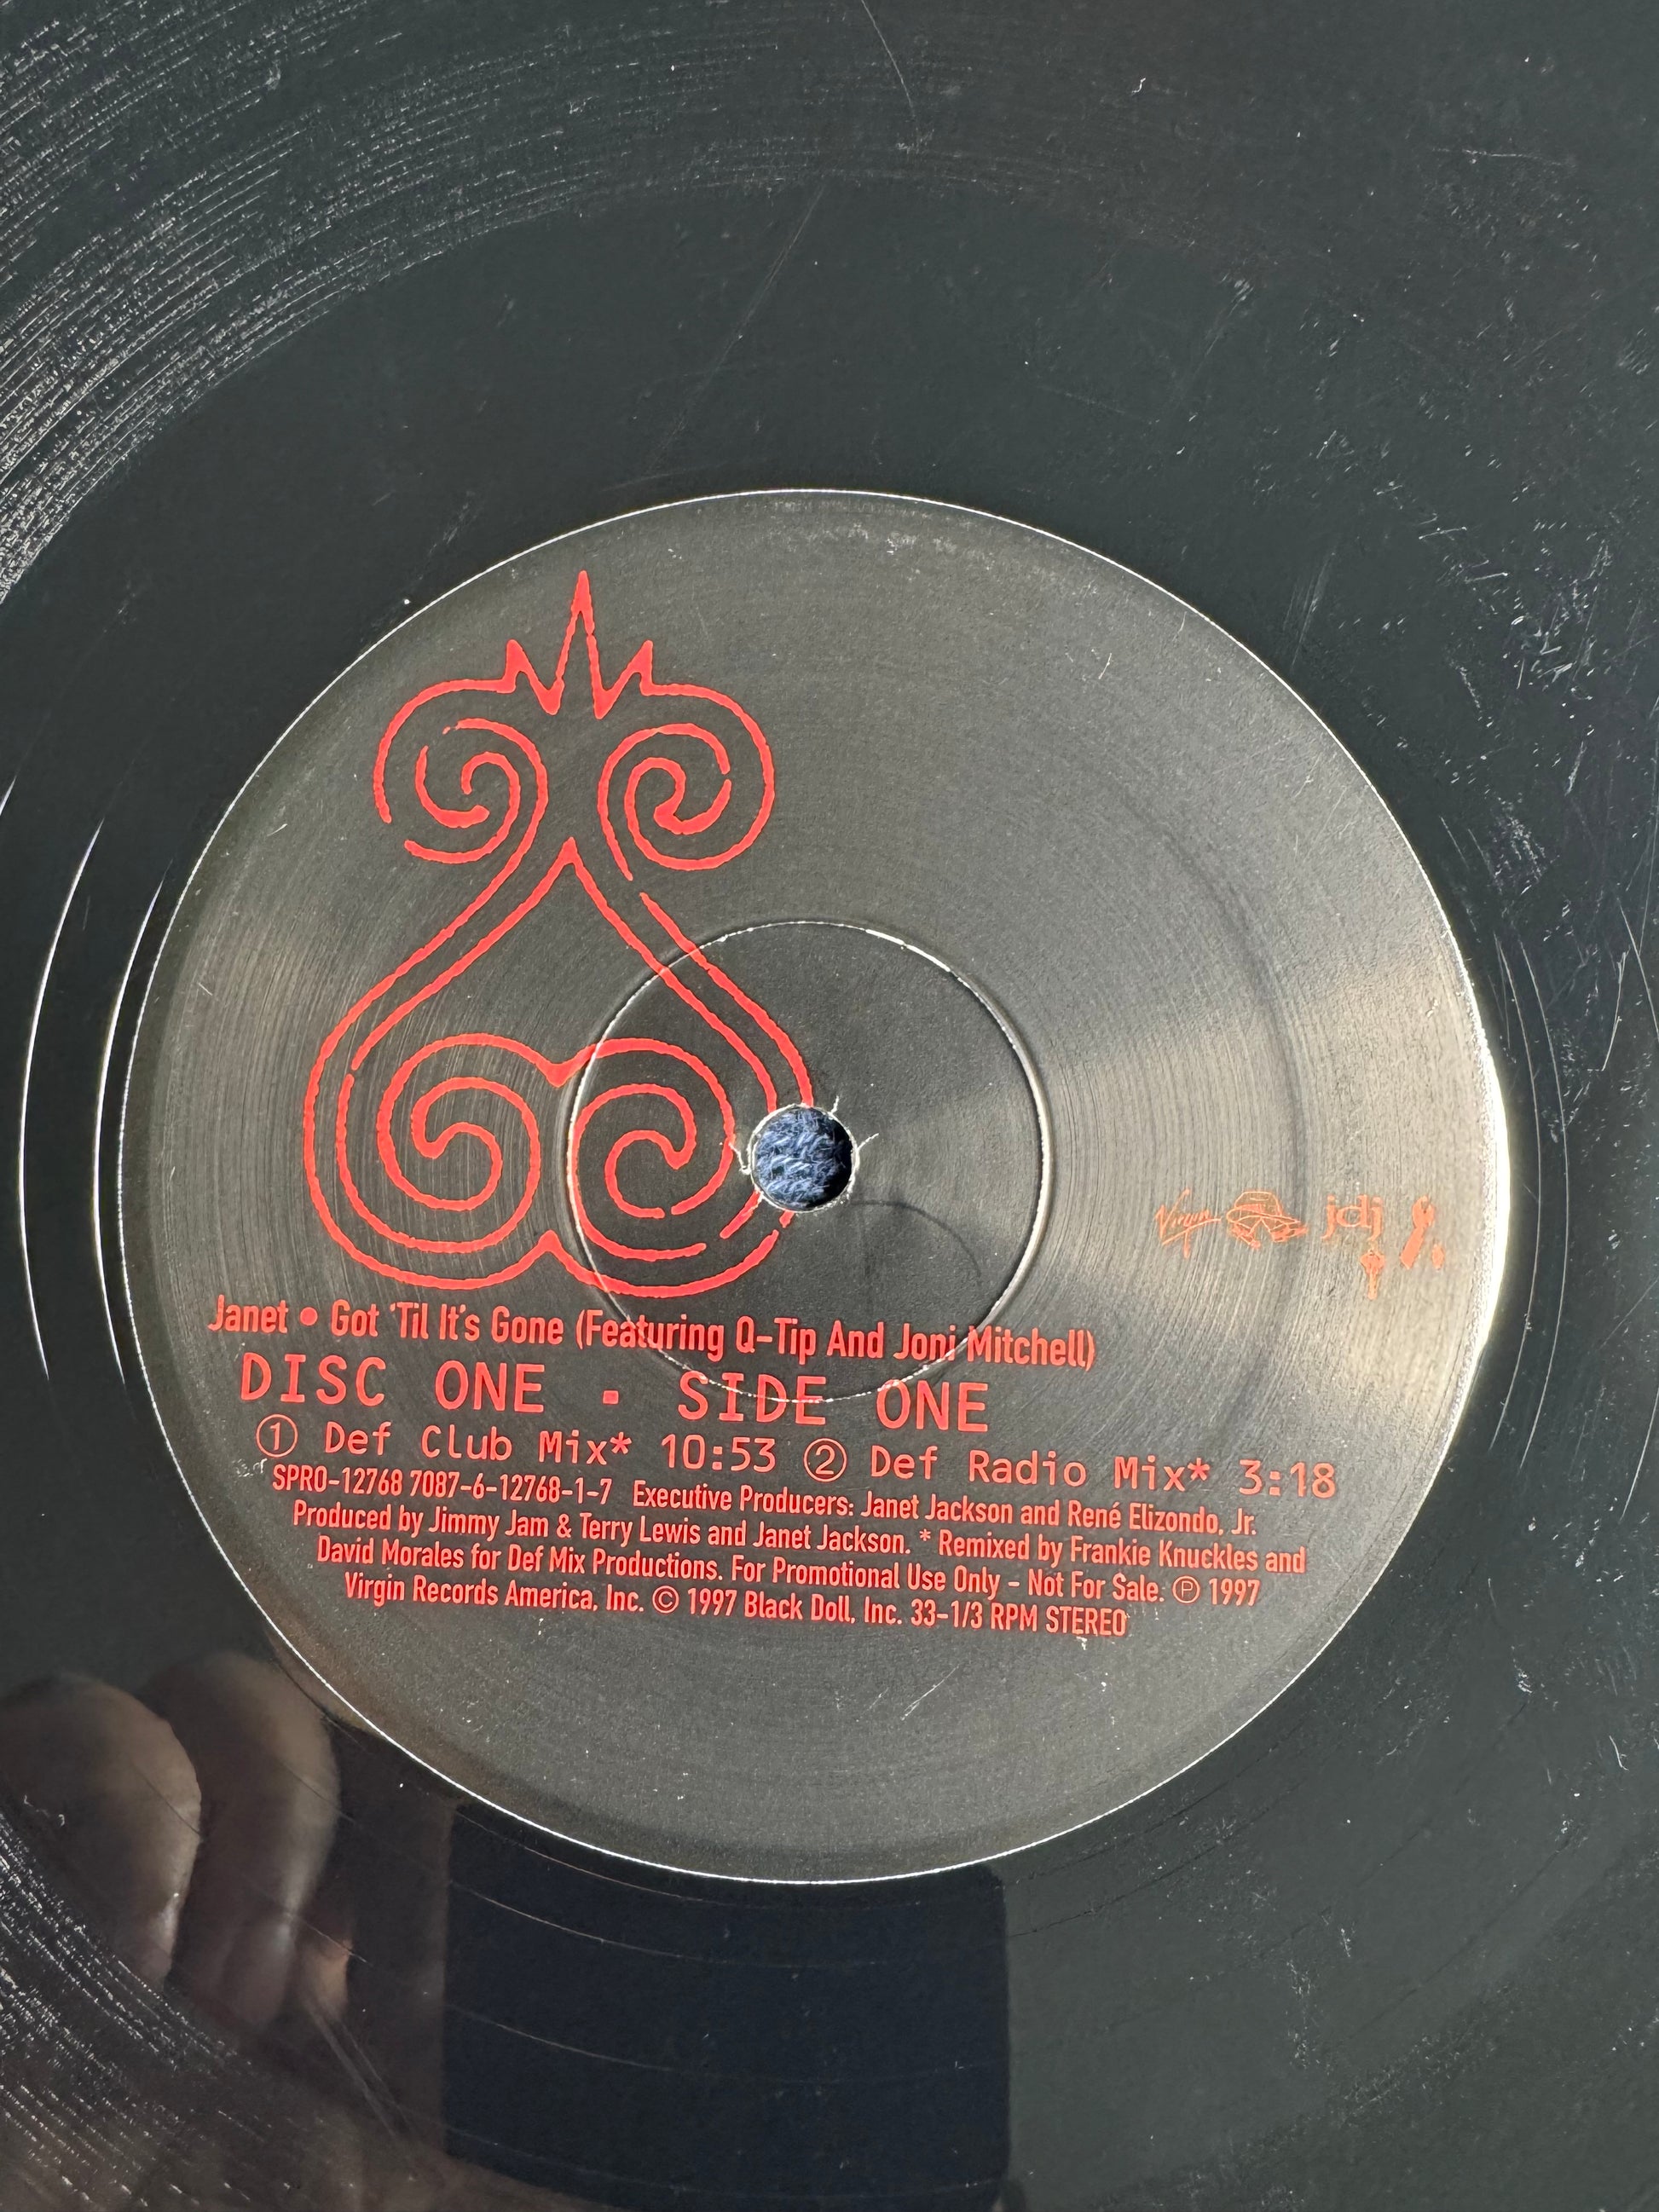 Virgin jdj
Janet • Got 'Til It's Gone (Featuring Q-Tip And Joni Mitchell)
DISC ONE · SIDE ONE
① Def Club Mix* 10:53 ② Def Radio Mix* 3:18
SPRO-12768 7087-6-12768-1-7 Executive Producers: Janet Jackson and René Elizondo, Jr.
Produced by Jimmy Jam & Terry Lewis and Janet Jackson. * Remixed by Frankie Knuckles and
David Morales for Def Mix Productions. For Promotional Use Only - Not For Sale. ℗ 1997
Virgin Records America, Inc. © 1997 Black Doll, Inc. 33-1/3 RPM STEREO